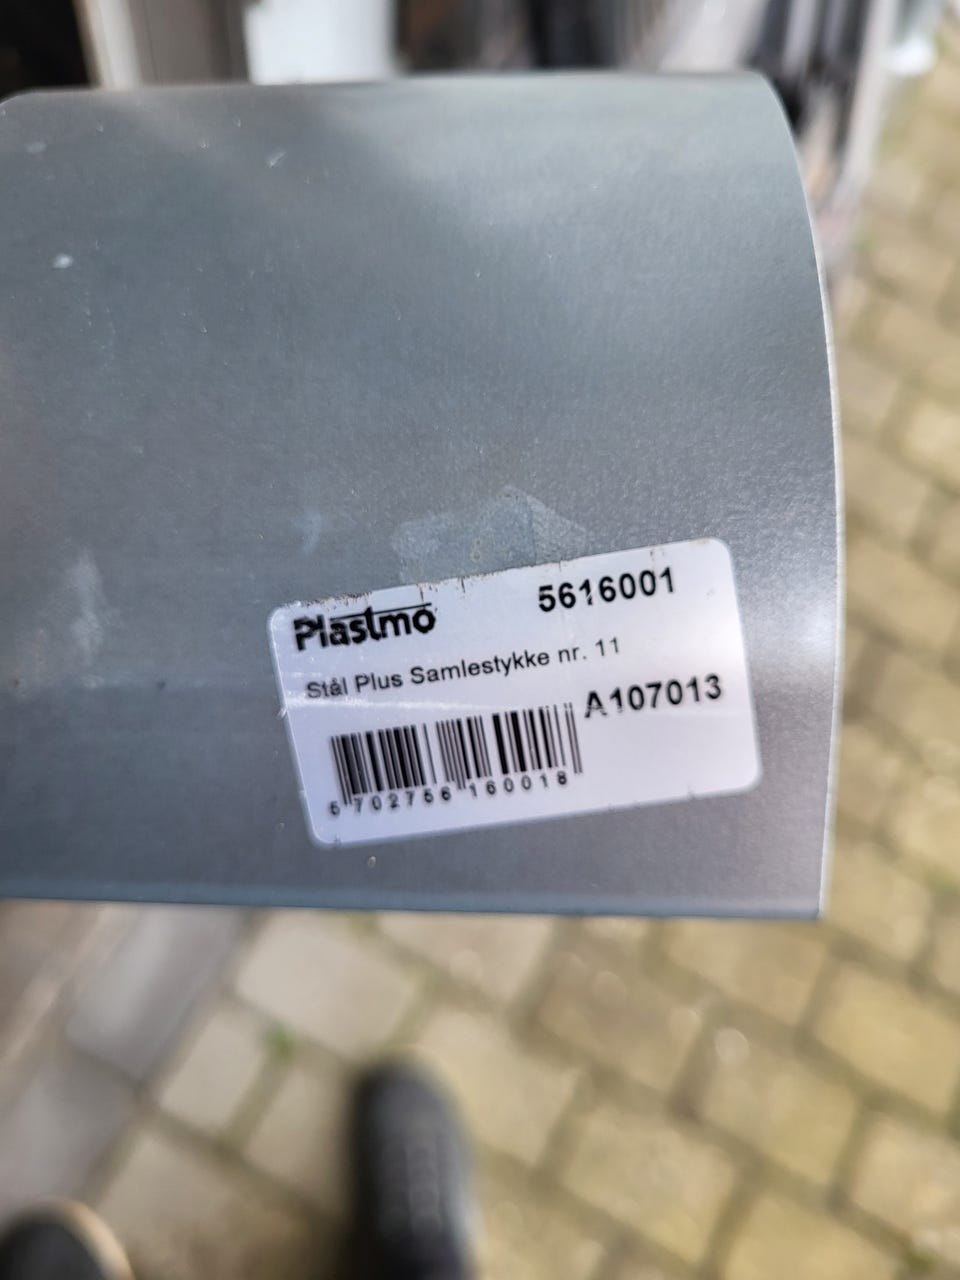 Plastmo 5616001
Stål Plus Samlestykke nr. 11
A107013
5702756160018